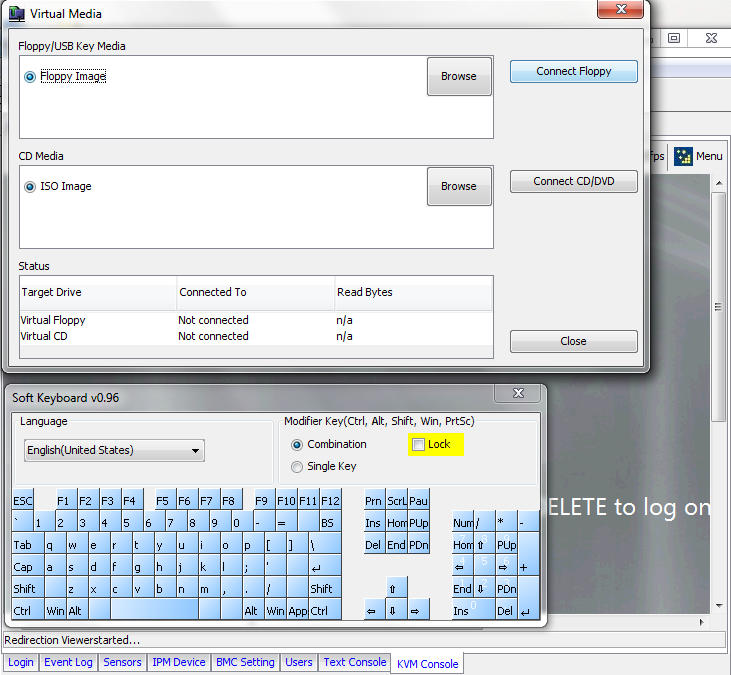 Virtual Media
Floppy/USB Key Media
Floppy Image
Browse
Connect Floppy
CD Media
ISO Image
Browse
Connect CD/DVD
fps
Menu
Status
Target Drive Connected To Read Bytes
Virtual Floppy Not connected n/a
Virtual CD Not connected n/a
Close
Soft Keyboard v0.96
Language
English(United States)
Modifier Key(Ctrl, Alt, Shift, Win, PrtSc)
Combination
Lock
Single Key
ESC F1 F2 F3 F4 F5 F6 F7 F8 F9 F10 F11 F12 Prn ScrL Pau
` 1 2 3 4 5 6 7 8 9 0 - = BS Ins Hom PUp Num / * -
Tab q w e r t y u i o p [ ] \ Del End PDn Hom ⇧ PUp
Cap a s d f g h j k l ; ' ↵ ⇦ ⇨ +
Shift z x c v b n m , . / Shift ⇧ End ⇩ PDn
Ctrl Win Alt Alt Win App Ctrl ⇦ ⇩ ⇨ Ins Del ↵
ELETE to log on
Redirection Viewerstarted...
Login Event Log Sensors IPM Device BMC Setting Users Text Console KVM Console